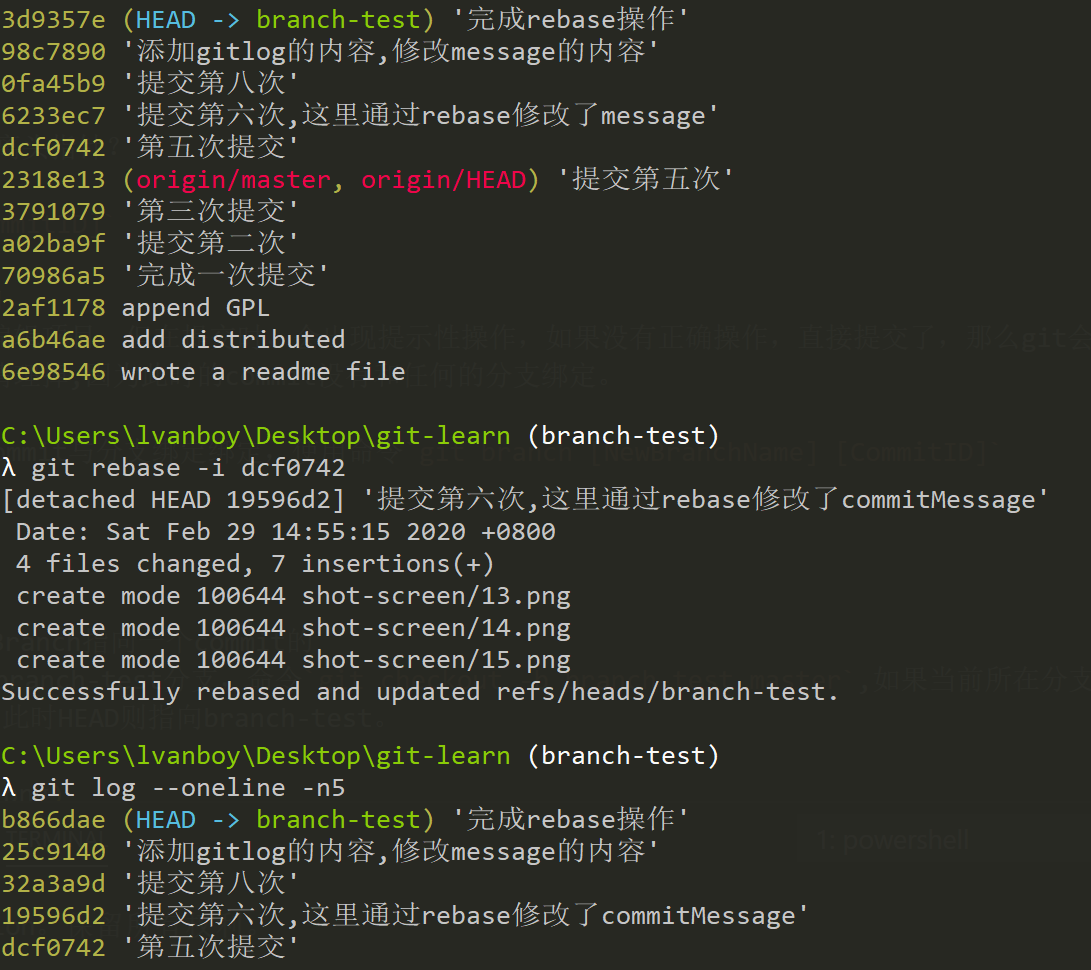 3d9357e (HEAD -> branch-test) '完成rebase操作'
98c7890 '添加gitlog的内容,修改message的内容'
0fa45b9 '提交第八次'
6233ec7 '提交第六次,这里通过rebase修改了message'
dcf0742 '第五次提交'
2318e13 (origin/master, origin/HEAD) '提交第五次'
3791079 '第三次提交'
a02ba9f '提交第二次'
70986a5 '完成一次提交'
2af1178 append GPL
a6b46ae add distributed
6e98546 wrote a readme file
C:\Users\lvanboy\Desktop\git-learn (branch-test)
λ git rebase -i dcf0742
[detached HEAD 19596d2] '提交第六次,这里通过rebase修改了commitMessage'
Date: Sat Feb 29 14:55:15 2020 +0800
4 files changed, 7 insertions(+)
create mode 100644 shot-screen/13.png
create mode 100644 shot-screen/14.png
create mode 100644 shot-screen/15.png
Successfully rebased and updated refs/heads/branch-test.
C:\Users\lvanboy\Desktop\git-learn (branch-test)
λ git log --oneline -n5
b866dae (HEAD -> branch-test) '完成rebase操作'
25c9140 '添加gitlog的内容,修改message的内容'
32a3a9d '提交第八次'
19596d2 '提交第六次,这里通过rebase修改了commitMessage'
dcf0742 '第五次提交'